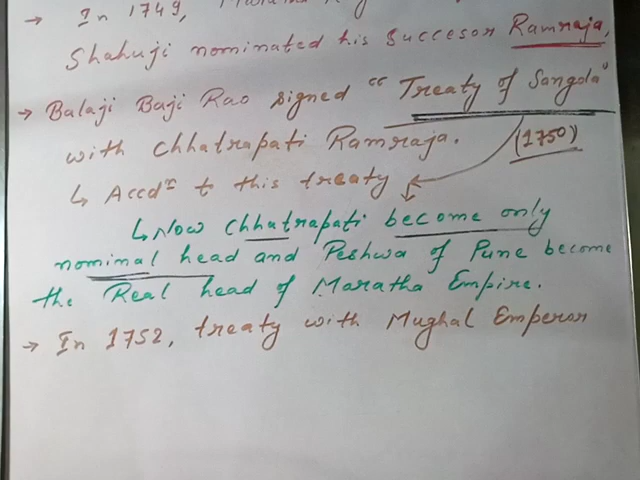 → In 1749,
Shahuji nominated his Succesor Ramraja,
→ Balaji Baji Rao signed "Treaty of Sangola"
with Chhatrapati Ramraja. (1750)
↳ Accdⁿ to this treaty
↳ Now Chhatrapati become only
nominal head and Peshwa of Pune become
the Real head of Maratha Empire.
→ In 1752, treaty with Mughal Emperor